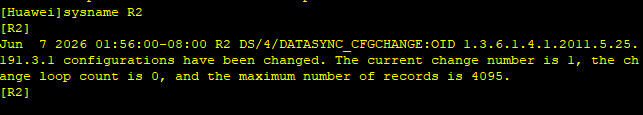 [Huawei]sysname R2
[R2]
Jun  7 2026 01:56:00-08:00 R2 DS/4/DATASYNC_CFGCHANGE:OID 1.3.6.1.4.1.2011.5.25.
191.3.1 configurations have been changed. The current change number is 1, the ch
ange loop count is 0, and the maximum number of records is 4095.
[R2]